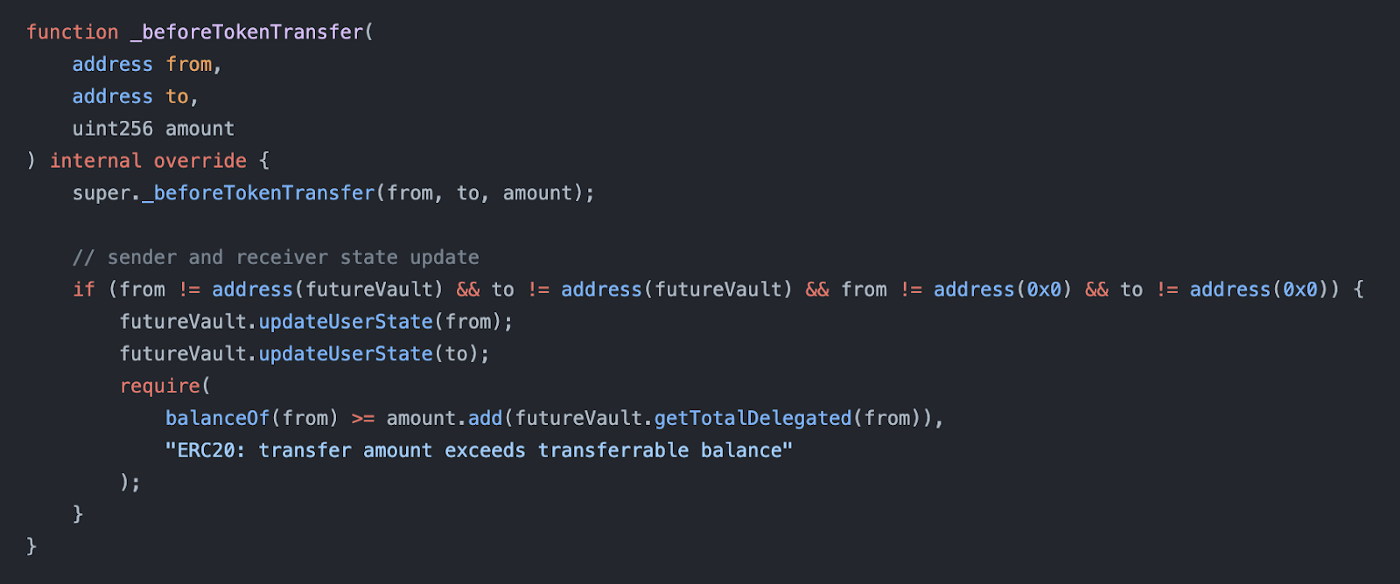 function _beforeTokenTransfer(
    address from,
    address to,
    uint256 amount
) internal override {
    super._beforeTokenTransfer(from, to, amount);

    // sender and receiver state update
    if (from != address(futureVault) && to != address(futureVault) && from != address(0x0) && to != address(0x0)) {
        futureVault.updateUserState(from);
        futureVault.updateUserState(to);
        require(
            balanceOf(from) >= amount.add(futureVault.getTotalDelegated(from)),
            "ERC20: transfer amount exceeds transferrable balance"
        );
    }
}